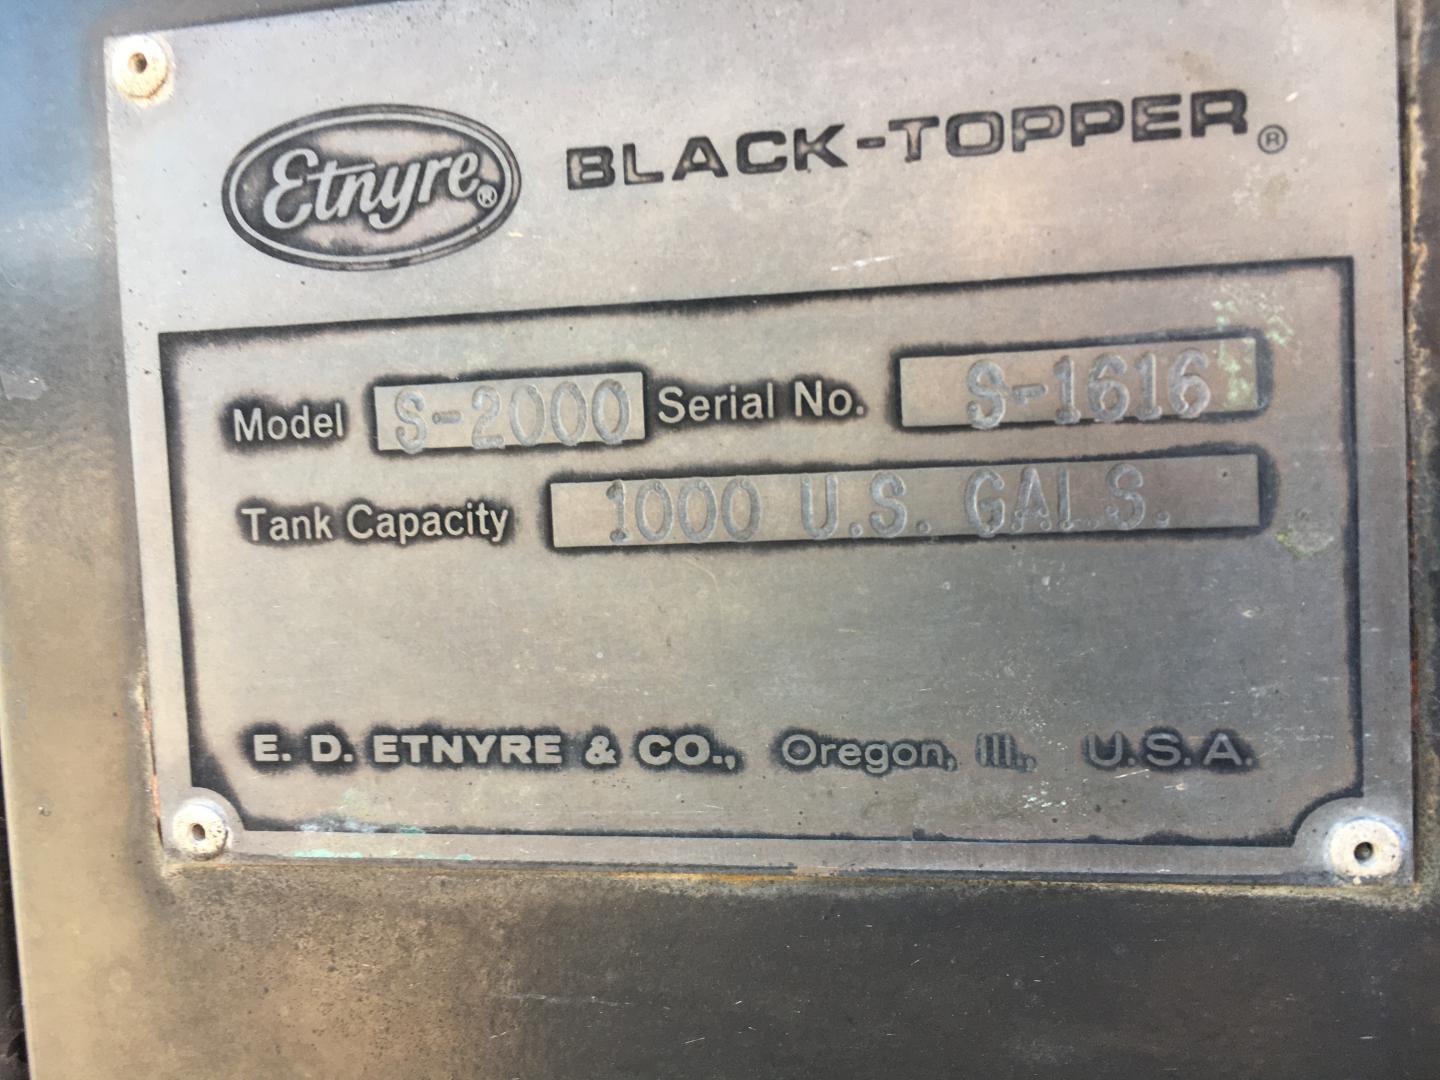 Etnyre® BLACK-TOPPER®
Model S-2000 Serial No. S-1616
Tank Capacity 1000 U.S. GALS.
E. D. ETNYRE & CO., Oregon, Ill., U.S.A.